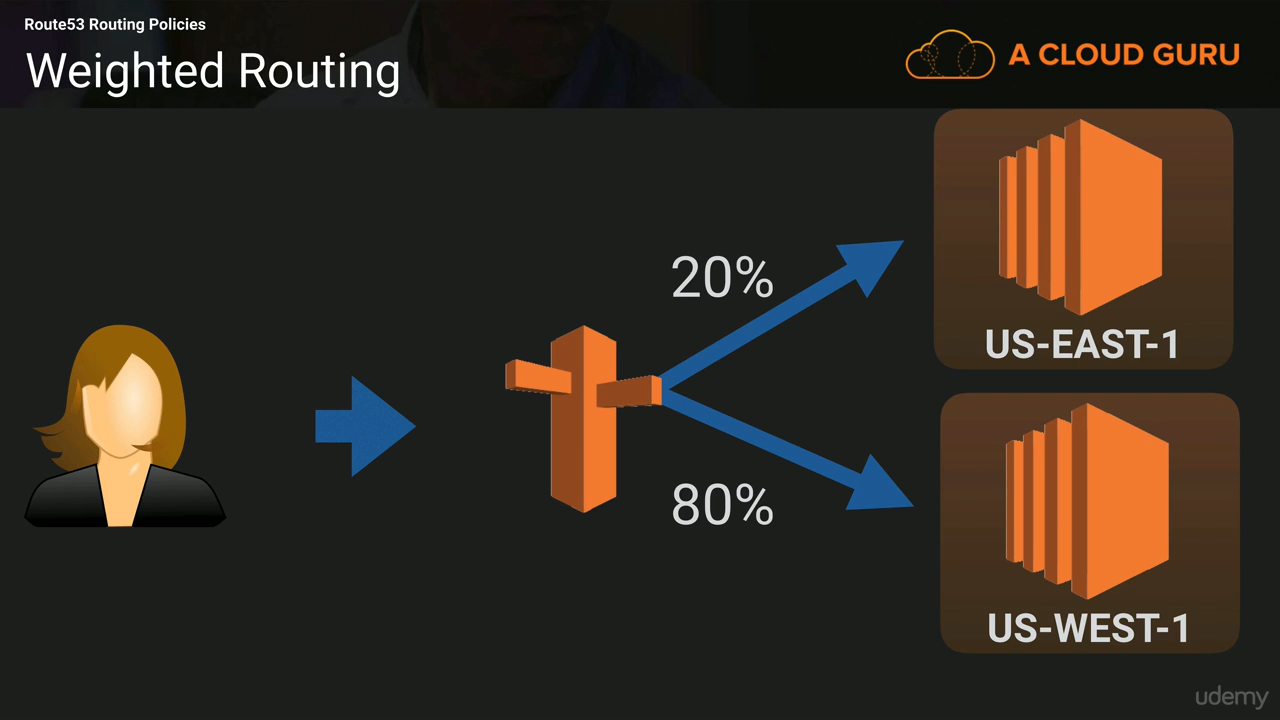 Route53 Routing Policies
Weighted Routing
A CLOUD GURU
20%
US-EAST-1
80%
US-WEST-1
udemy